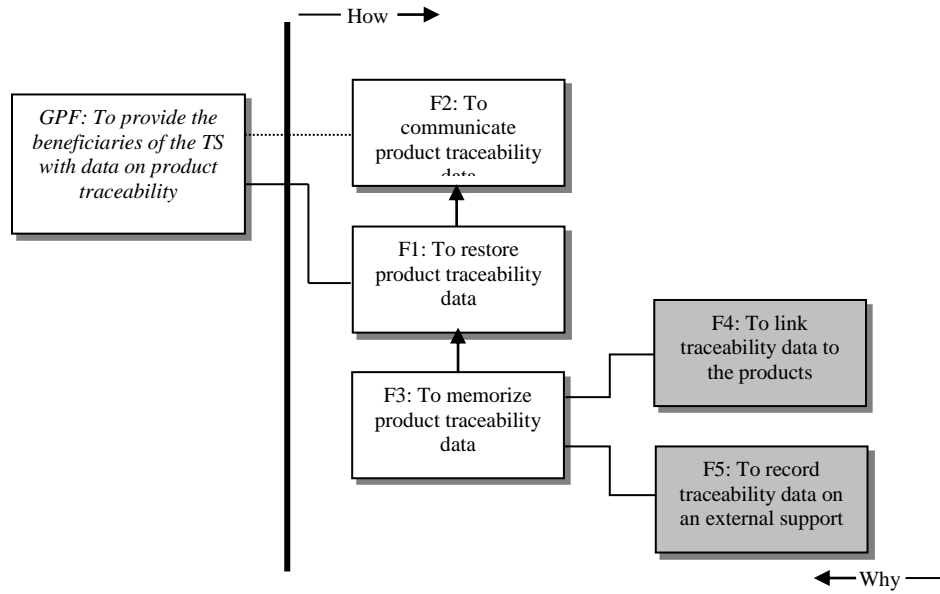 How
GPF: To provide the
beneficiaries of the TS
with data on product
traceability
F2: To
communicate
product traceability
data
F1: To restore
product traceability
data
F4: To link
traceability data to
the products
F3: To memorize
product traceability
data
F5: To record
traceability data on
an external support
Why